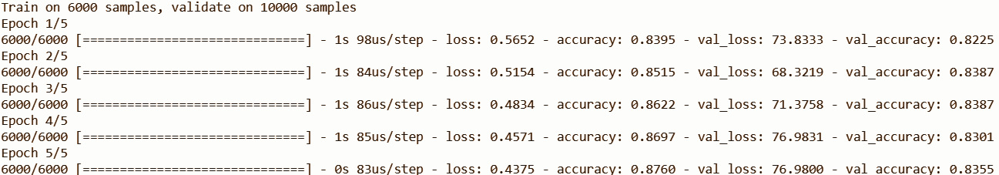 Train on 6000 samples, validate on 10000 samples
Epoch 1/5
6000/6000 [==============================] - 1s 98us/step - loss: 0.5652 - accuracy: 0.8395 - val_loss: 73.8333 - val_accuracy: 0.8225
Epoch 2/5
6000/6000 [==============================] - 1s 84us/step - loss: 0.5154 - accuracy: 0.8515 - val_loss: 68.3219 - val_accuracy: 0.8387
Epoch 3/5
6000/6000 [==============================] - 1s 86us/step - loss: 0.4834 - accuracy: 0.8622 - val_loss: 71.3758 - val_accuracy: 0.8387
Epoch 4/5
6000/6000 [==============================] - 1s 85us/step - loss: 0.4571 - accuracy: 0.8697 - val_loss: 76.9831 - val_accuracy: 0.8301
Epoch 5/5
6000/6000 [==============================] - 0s 83us/step - loss: 0.4375 - accuracy: 0.8760 - val_loss: 76.9800 - val_accuracy: 0.8355